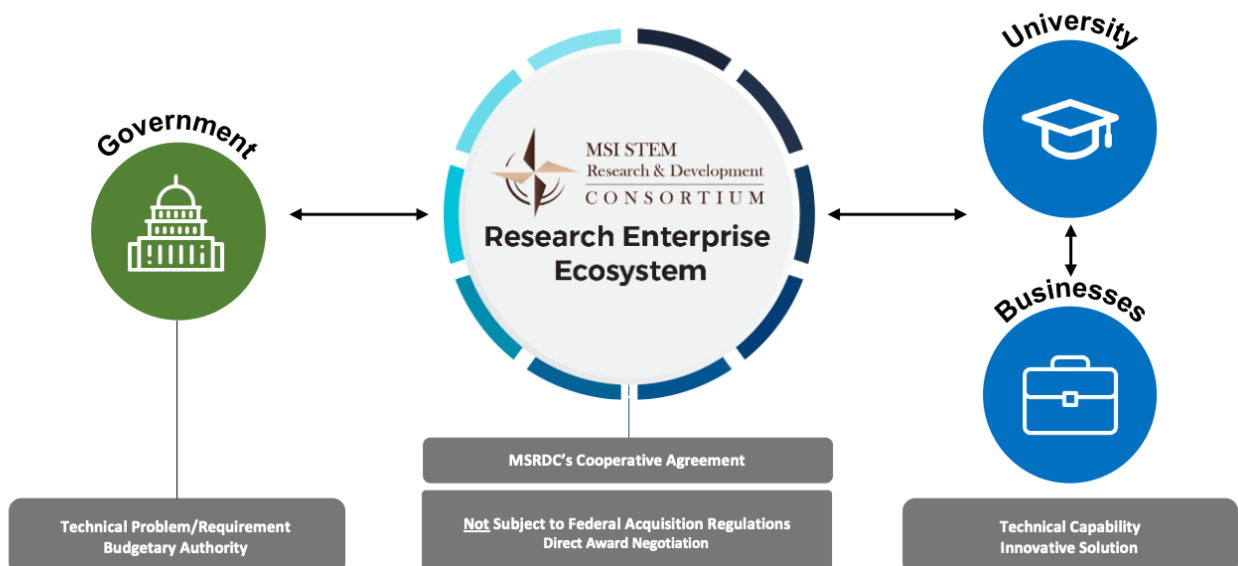 Government
MSI STEM
Research & Development
CONSORTIUM
Research Enterprise
Ecosystem
University
Businesses
MSRDC’s Cooperative Agreement
Technical Problem/Requirement
Budgetary Authority
Not Subject to Federal Acquisition Regulations
Direct Award Negotiation
Technical Capability
Innovative Solution